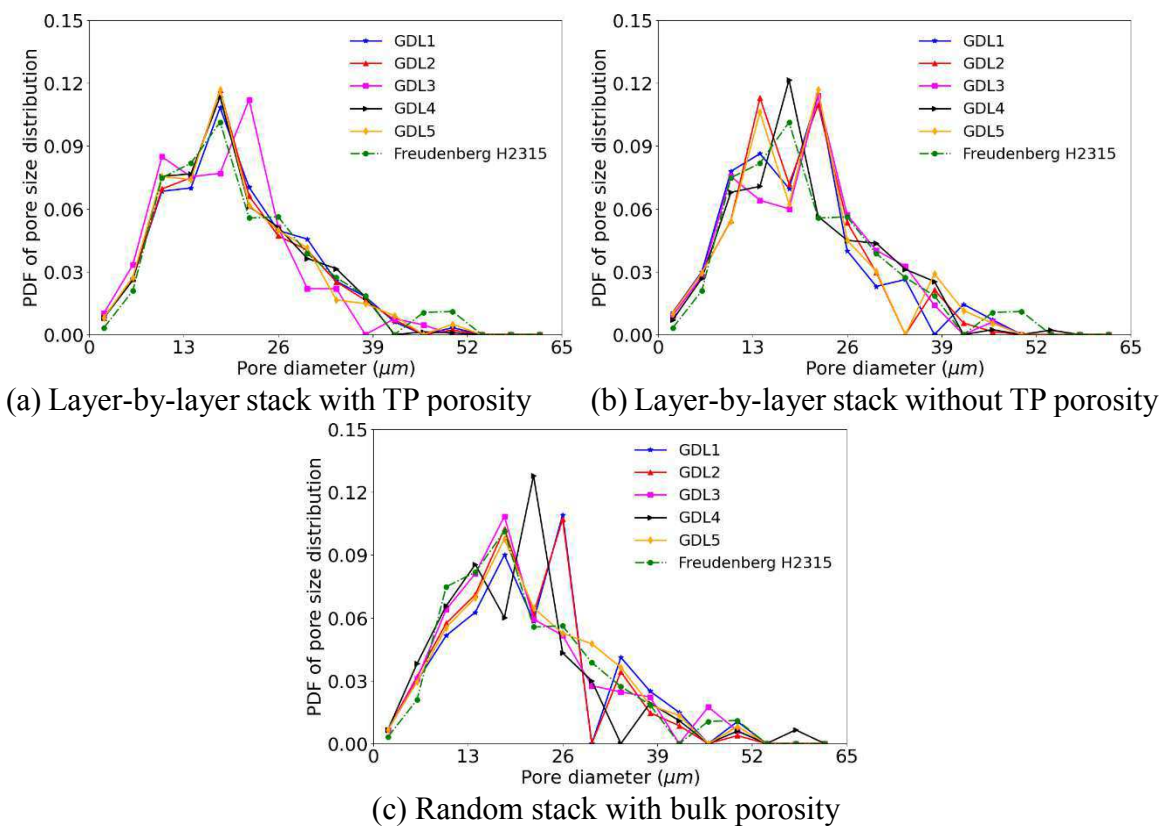 0.15
0.12
0.09
0.06
0.03
0.00
PDF of pore size distribution
GDL1
GDL2
GDL3
GDL4
GDL5
Freudenberg H2315
0 13 26 39 52 65
Pore diameter (μm)
(a) Layer-by-layer stack with TP porosity
0.15
0.12
0.09
0.06
0.03
0.00
PDF of pore size distribution
GDL1
GDL2
GDL3
GDL4
GDL5
Freudenberg H2315
0 13 26 39 52 65
Pore diameter (μm)
(b) Layer-by-layer stack without TP porosity
0.15
0.12
0.09
0.06
0.03
0.00
PDF of pore size distribution
GDL1
GDL2
GDL3
GDL4
GDL5
Freudenberg H2315
0 13 26 39 52 65
Pore diameter (μm)
(c) Random stack with bulk porosity